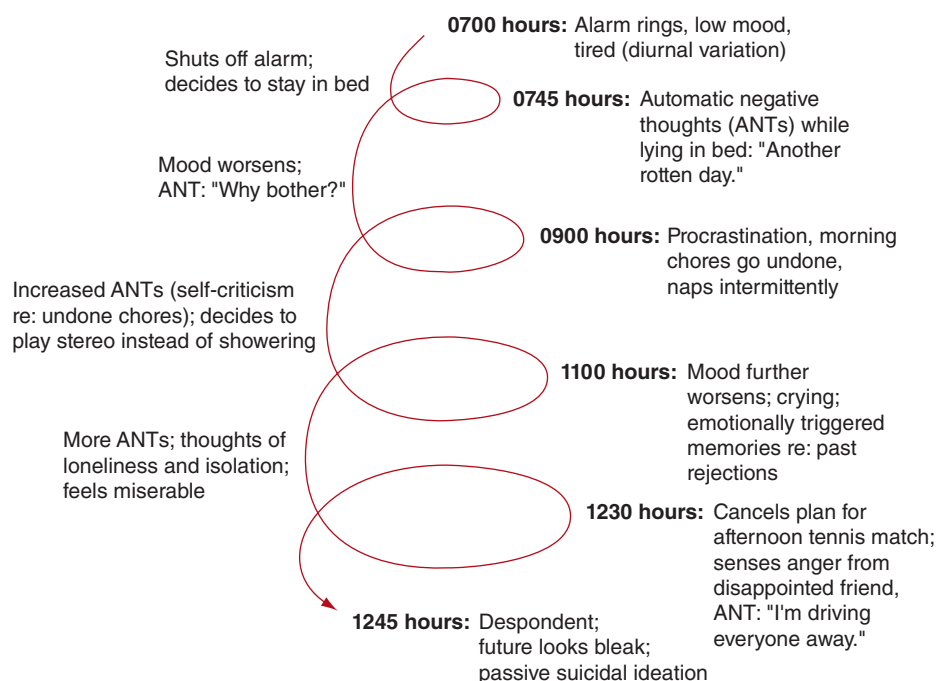 0700 hours: Alarm rings, low mood,
tired (diurnal variation)
Shuts off alarm;
decides to stay in bed
0745 hours: Automatic negative
thoughts (ANTs) while
lying in bed: "Another
rotten day."
Mood worsens;
ANT: "Why bother?"
0900 hours: Procrastination, morning
chores go undone,
naps intermittently
Increased ANTs (self-criticism
re: undone chores); decides to
play stereo instead of showering
1100 hours: Mood further
worsens; crying;
emotionally triggered
memories re: past
rejections
More ANTs; thoughts of
loneliness and isolation;
feels miserable
1230 hours: Cancels plan for
afternoon tennis match;
senses anger from
disappointed friend,
ANT: "I'm driving
everyone away."
1245 hours: Despondent;
future looks bleak;
passive suicidal ideation